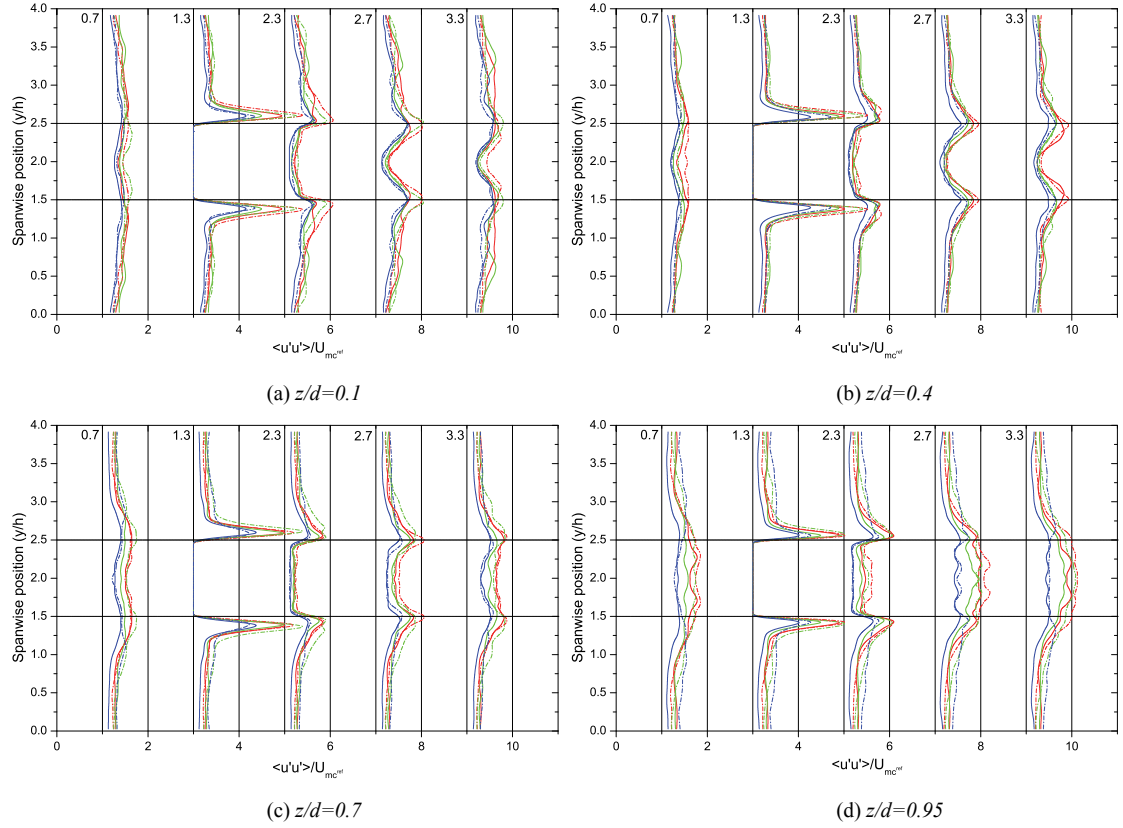 0.7 1.3 2.3 2.7 3.3
4.0
3.5
3.0
2.5
2.0
1.5
1.0
0.5
0.0
Spanwise position (y/h)
0 2 4 6 8 10
<u'u'>/U_mc^ref
(a) z/d=0.1
0.7 1.3 2.3 2.7 3.3
4.0
3.5
3.0
2.5
2.0
1.5
1.0
0.5
0.0
Spanwise position (y/h)
0 2 4 6 8 10
<u'u'>/U_mc^ref
(b) z/d=0.4
0.7 1.3 2.3 2.7 3.3
4.0
3.5
3.0
2.5
2.0
1.5
1.0
0.5
0.0
Spanwise position (y/h)
0 2 4 6 8 10
<u'u'>/U_mc^ref
(c) z/d=0.7
0.7 1.3 2.3 2.7 3.3
4.0
3.5
3.0
2.5
2.0
1.5
1.0
0.5
0.0
Spanwise position (y/h)
0 2 4 6 8 10
<u'u'>/U_mc^ref
(d) z/d=0.95